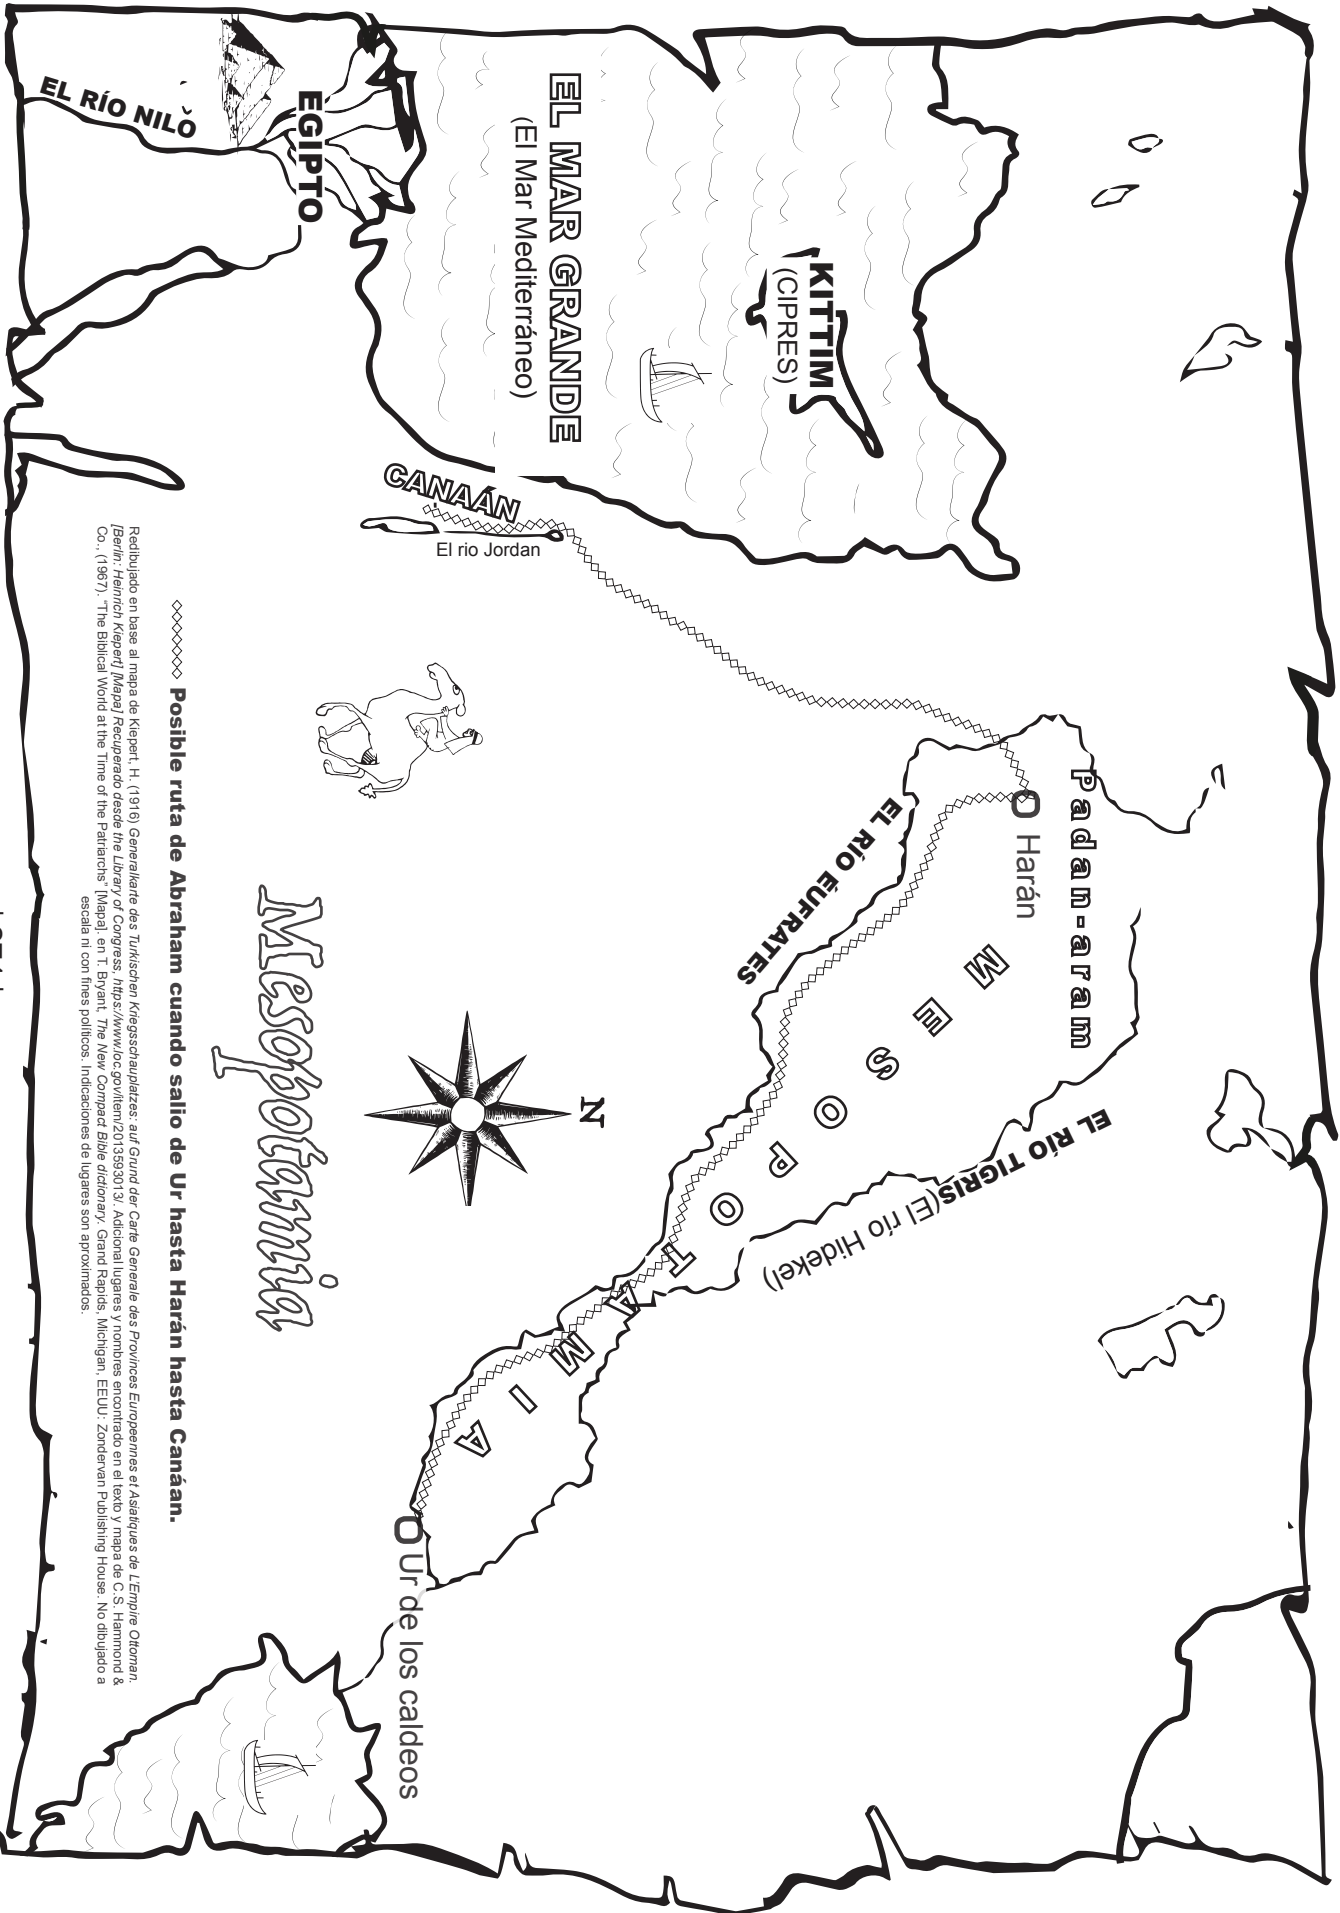 Padan-aram
Harán
KITTIM
(CIPRES)
EL RÍO ÉUFRATES
EL RÍO TIGRIS
(El río Hidekel)
MESOPOTAMIA
EL MAR GRANDE
(El Mar Mediterráneo)
N
CANAÁN
El rio Jordan
Ur de los caldeos
EGIPTO
EL RÍO NILO
Mesopotamia
Posible ruta de Abraham cuando salio de Ur hasta Harán hasta Canáan.
Redibujado en base al mapa de Kiepert, H. (1916) Generalkarte des Turkischen Kriegsschauplatzes: auf Grund der Carte Generale des Provinces Europeennes et Asiatiques de L'Empire Ottoman.
[Berlin: Heinrich Kiepert] [Mapa] Recuperado desde the Library of Congress, https://www.loc.gov/item/2013593013/. Adicional lugares y nombres encontrado en el texto y mapa de C.S. Hammond &
Co., (1967). "The Biblical World at the Time of the Patriarchs" [Mapa]. en T. Bryant, The New Compact Bible dictionary. Grand Rapids, Michigan, EEUU: Zondervan Publishing House. No dibujado a
escala ni con fines políticos. Indicaciones de lugares son aproximados.